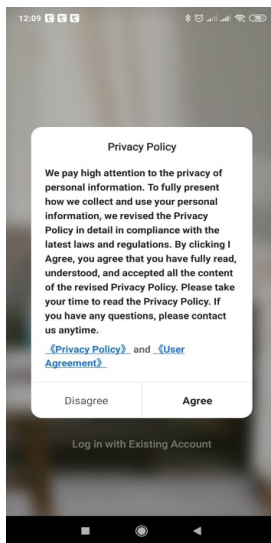 12:09
75
Privacy Policy
We pay high attention to the privacy of
personal information. To fully present
how we collect and use your personal
information, we revised the Privacy
Policy in detail in compliance with the
latest laws and regulations. By clicking I
Agree, you agree that you have fully read,
understood, and accepted all the content
of the revised Privacy Policy. Please take
your time to read the Privacy Policy. If
you have any questions, please contact
us anytime.
《Privacy Policy》 and 《User
Agreement》
Disagree Agree
Log in with Existing Account